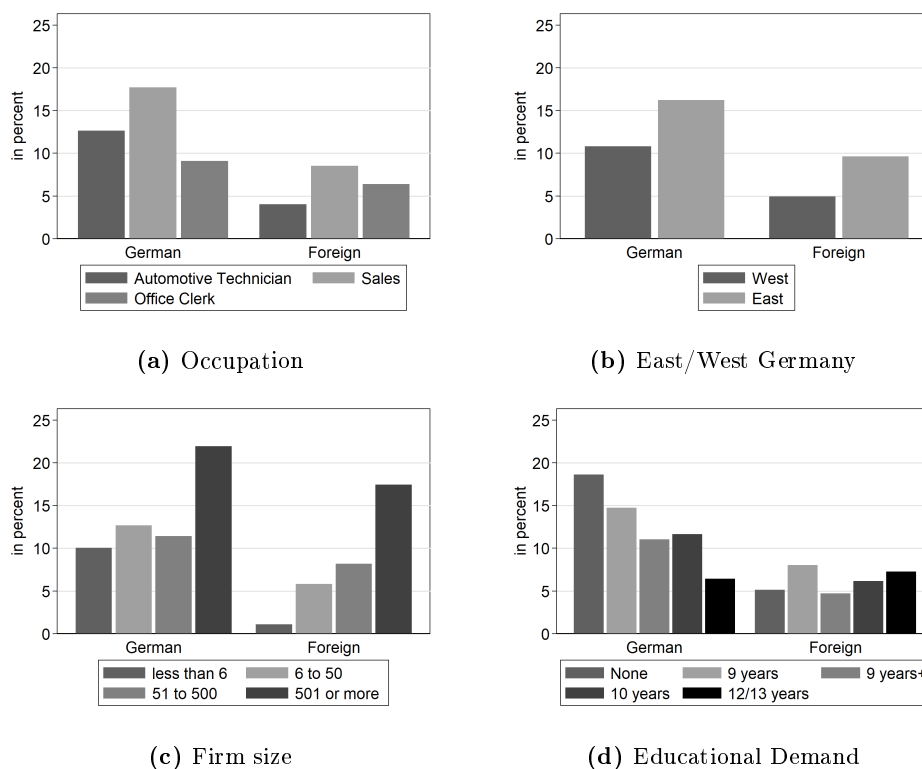 25
20
15
10
5
0
in percent
German Foreign
Automotive Technician Sales
Office Clerk
(a) Occupation
25
20
15
10
5
0
in percent
German Foreign
West
East
(b) East/West Germany
25
20
15
10
5
0
in percent
German Foreign
less than 6 6 to 50
51 to 500 501 or more
(c) Firm size
25
20
15
10
5
0
in percent
German Foreign
None 9 years 9 years+
10 years 12/13 years
(d) Educational Demand